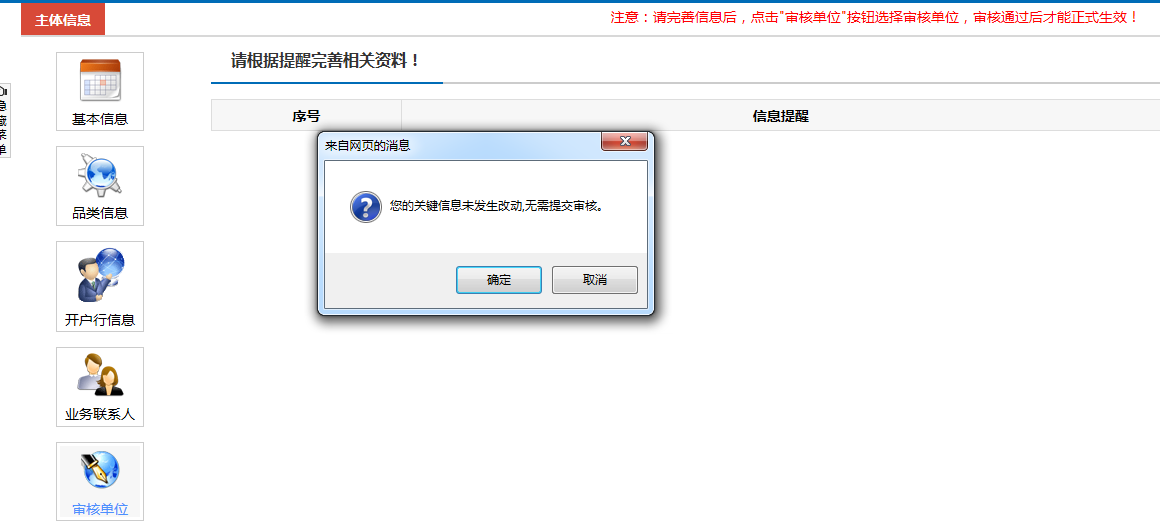 主体信息
注意：请完善信息后，点击"审核单位"按钮选择审核单位，审核通过后才能正式生效！
请根据提醒完善相关资料！
隐
藏
菜
单
基本信息
序号
信息提醒
来自网页的消息
您的关键信息未发生改动,无需提交审核。
确定
取消
品类信息
开户行信息
业务联系人
审核单位